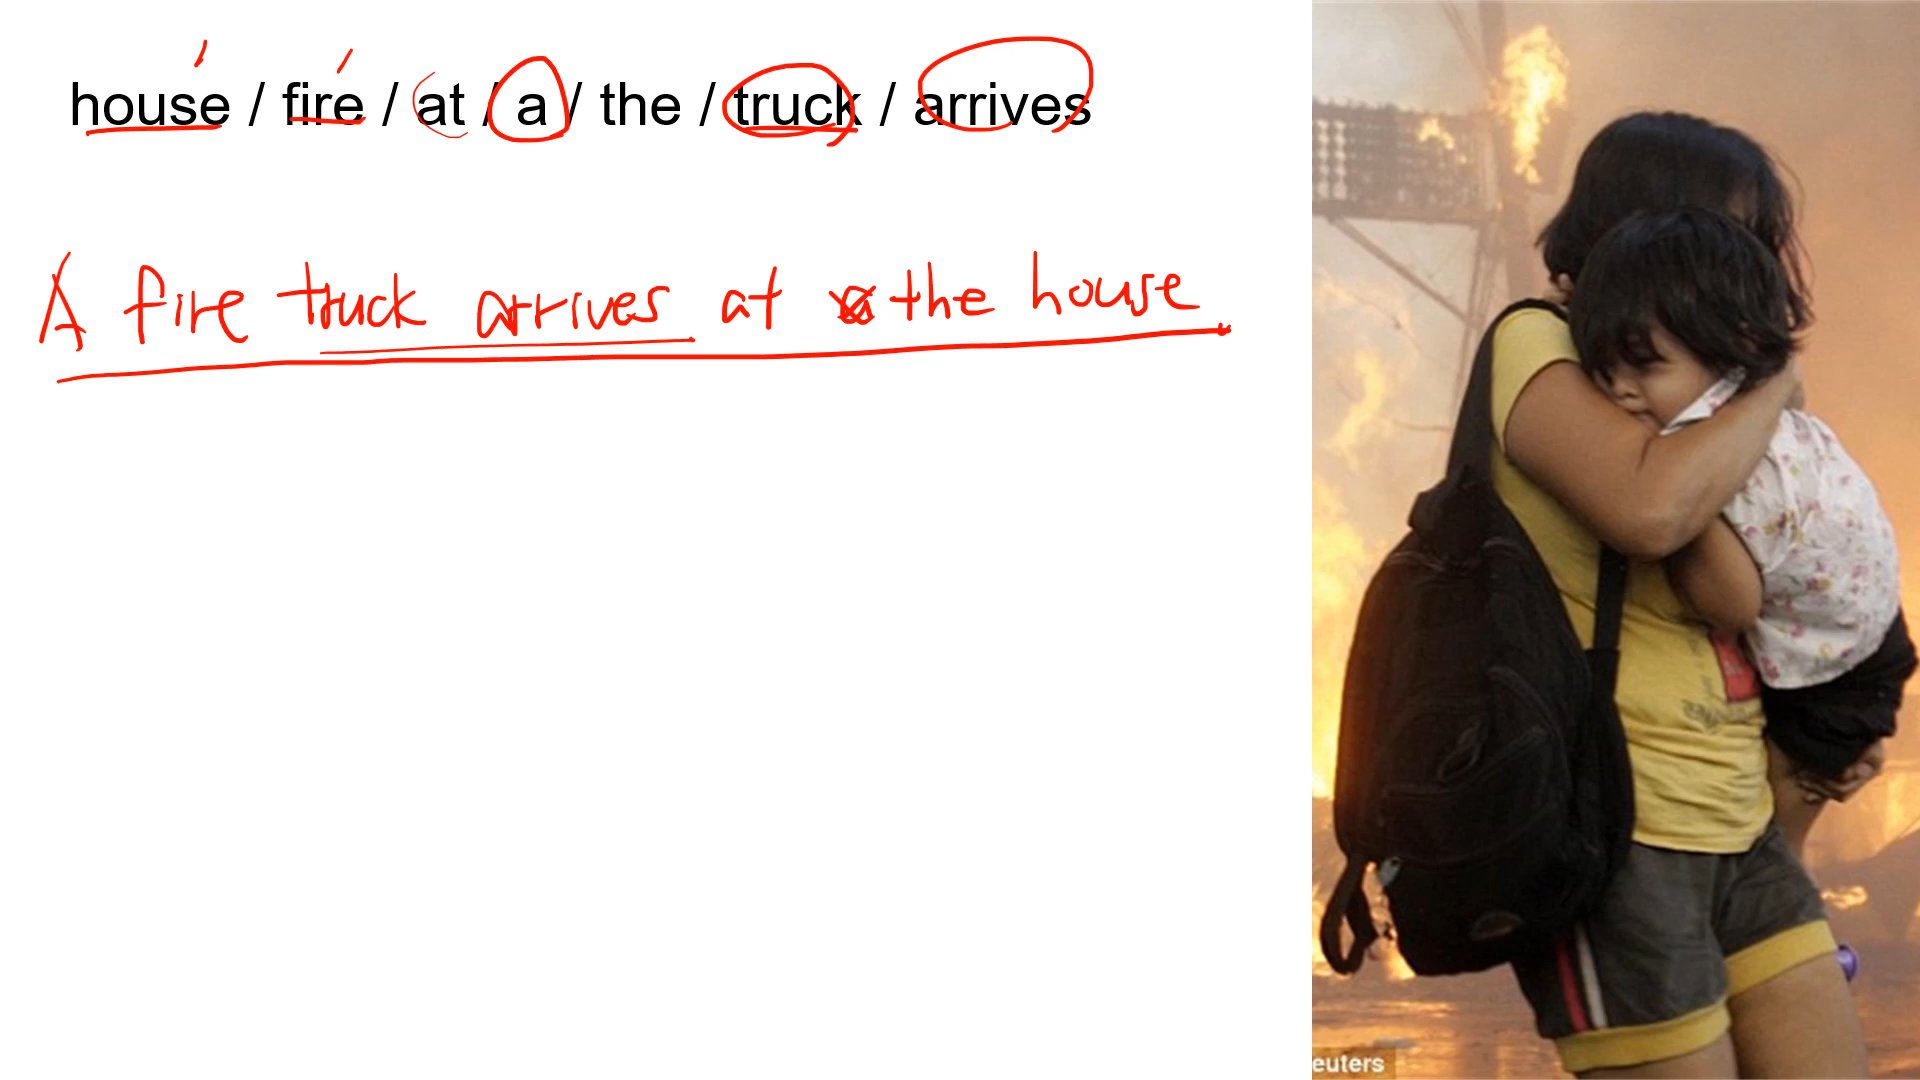 house / fire / at / a / the / truck / arrives
A fire truck arrives at the house.
euters